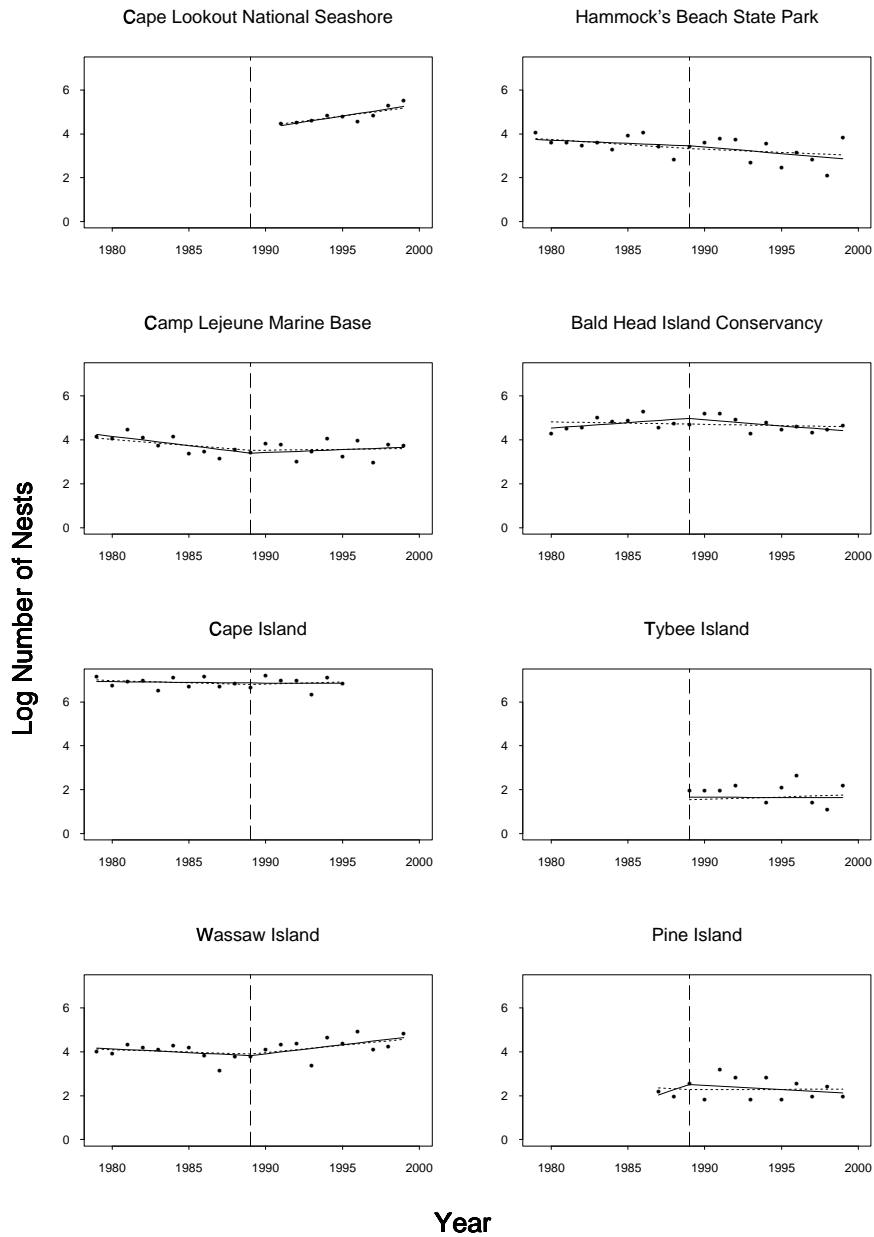 Cape Lookout National Seashore
Hammock's Beach State Park
6
4
2
0
1980 1985 1990 1995 2000
6
4
2
0
1980 1985 1990 1995 2000
Camp Lejeune Marine Base
Bald Head Island Conservancy
6
4
2
0
1980 1985 1990 1995 2000
6
4
2
0
1980 1985 1990 1995 2000
Log Number of Nests
Cape Island
Tybee Island
6
4
2
0
1980 1985 1990 1995 2000
6
4
2
0
1980 1985 1990 1995 2000
Wassaw Island
Pine Island
6
4
2
0
1980 1985 1990 1995 2000
6
4
2
0
1980 1985 1990 1995 2000
Year